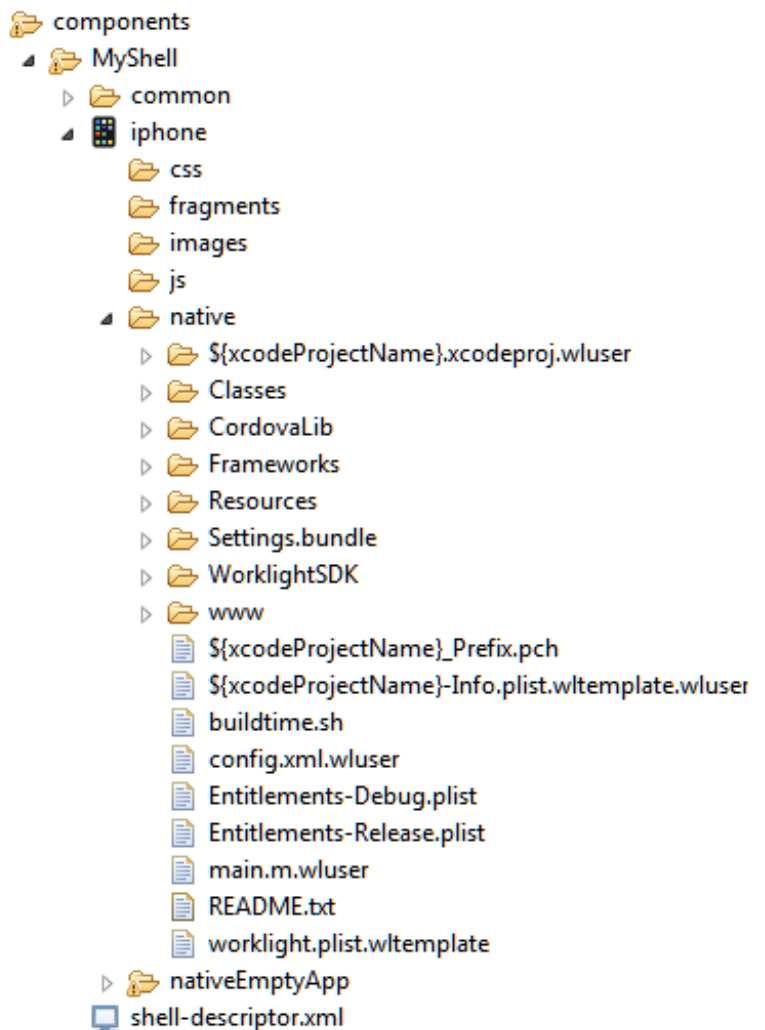 components
MyShell
common
iphone
css
fragments
images
js
native
${xcodeProjectName}.xcodeproj.wluser
Classes
CordovaLib
Frameworks
Resources
Settings.bundle
WorklightSDK
www
${xcodeProjectName}_Prefix.pch
${xcodeProjectName}-Info.plist.wltemplate.wluser
buildtime.sh
config.xml.wluser
Entitlements-Debug.plist
Entitlements-Release.plist
main.m.wluser
README.txt
worklight.plist.wltemplate
nativeEmptyApp
shell-descriptor.xml